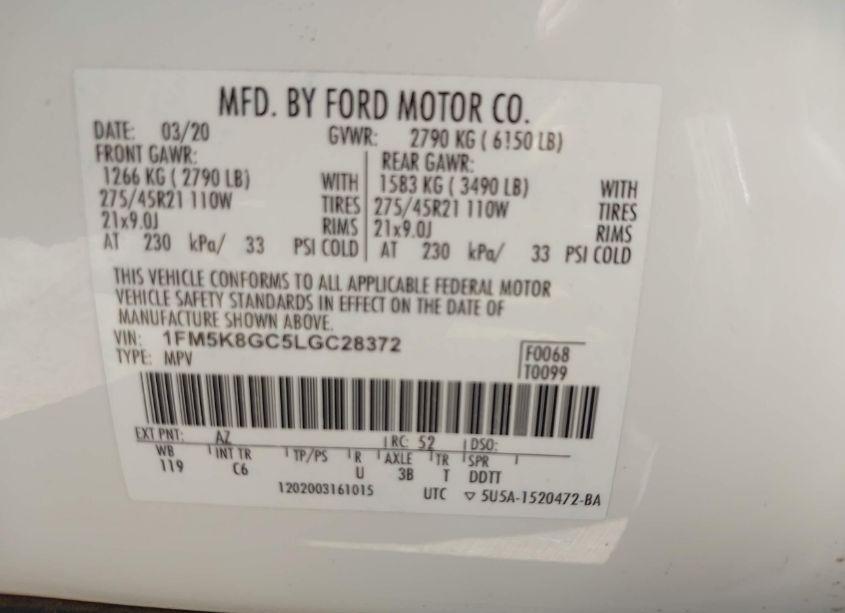 MFD. BY FORD MOTOR CO.
DATE: 03/20 GVWR: 2790 KG ( 6150 LB)
FRONT GAWR: REAR GAWR:
1266 KG ( 2790 LB) WITH 1583 KG ( 3490 LB) WITH
275/45R21 110W TIRES 275/45R21 110W TIRES
21x9.0J RIMS 21x9.0J RIMS
AT 230 kPa/ 33 PSI COLD AT 230 kPa/ 33 PSI COLD
THIS VEHICLE CONFORMS TO ALL APPLICABLE FEDERAL MOTOR
VEHICLE SAFETY STANDARDS IN EFFECT ON THE DATE OF
MANUFACTURE SHOWN ABOVE.
VIN: 1FM5K8GC5LGC28372
TYPE: MPV
F0068
T0099
EXT PNT: AZ RC: 52 DSO:
WB INT TR TP/PS R AXLE TR SPR
119 C6 U 3B T DDTT
1202003161015 UTC ▽ 5U5A-1520472-BA